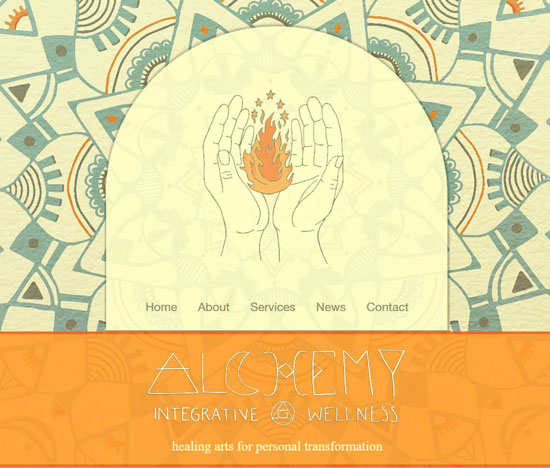 Home About Services News Contact
ALCHEMY
INTEGRATIVE WELLNESS
healing arts for personal transformation